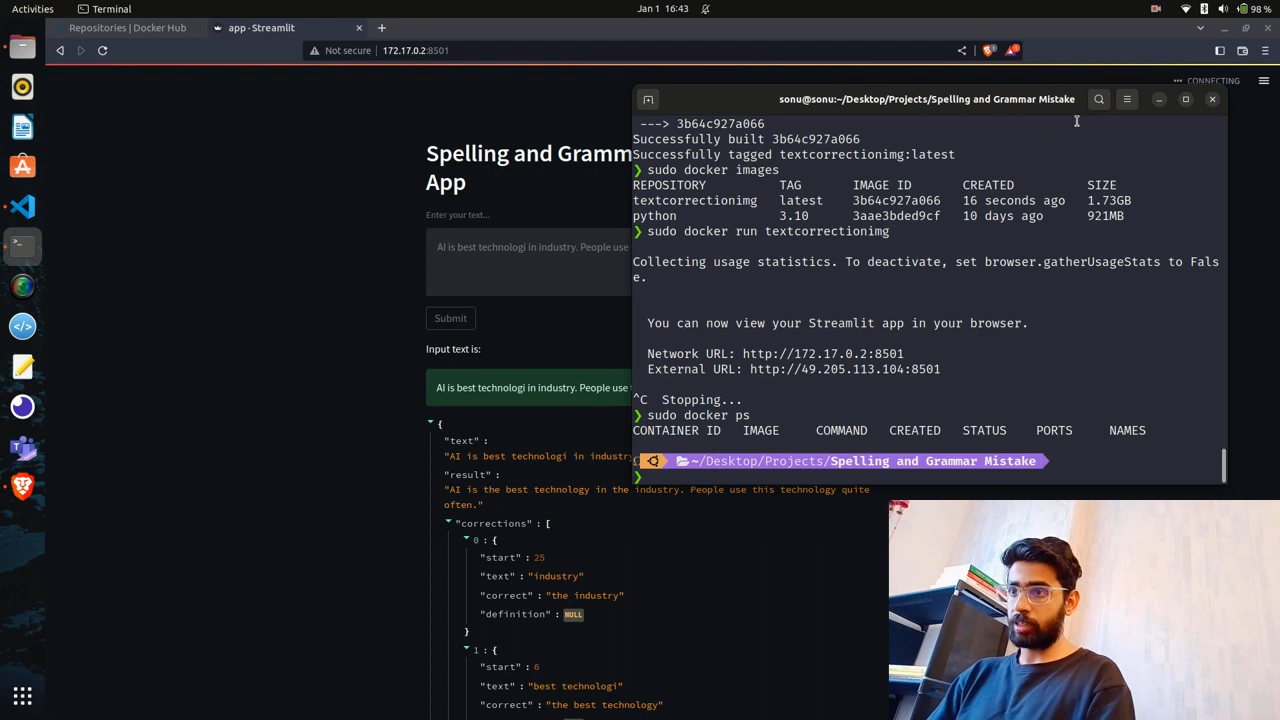 Activities
Terminal
Jan 1 16:43
98 %
Repositories | Docker Hub
app · Streamlit
Not secure
172.17.0.2:8501
CONNECTING
Spelling and Gramm
App
Enter your text...
AI is best technologi in industry. People use
Submit
Input text is:
AI is best technologi in industry. People use
{
"text" :
"AI is best technologi in industr
"result" :
"AI is the best technology in the industry. People use this technology quite
often."
"corrections" : [
0 : {
"start" : 25
"text" : "industry"
"correct" : "the industry"
"definition" : NULL
}
1 : {
"start" : 6
"text" : "best technologi"
"correct" : "the best technology"
sonu@sonu:~/Desktop/Projects/Spelling and Grammar Mistake
---> 3b64c927a066
Successfully built 3b64c927a066
Successfully tagged textcorrectionimg:latest
❯ sudo docker images
REPOSITORY TAG IMAGE ID CREATED SIZE
textcorrectionimg latest 3b64c927a066 16 seconds ago 1.73GB
python 3.10 3aae3bded9cf 10 days ago 921MB
❯ sudo docker run textcorrectionimg
Collecting usage statistics. To deactivate, set browser.gatherUsageStats to Fals
e.
You can now view your Streamlit app in your browser.
Network URL: http://172.17.0.2:8501
External URL: http://49.205.113.104:8501
^C Stopping...
❯ sudo docker ps
CONTAINER ID IMAGE COMMAND CREATED STATUS PORTS NAMES
~/Desktop/Projects/Spelling and Grammar Mistake
❯